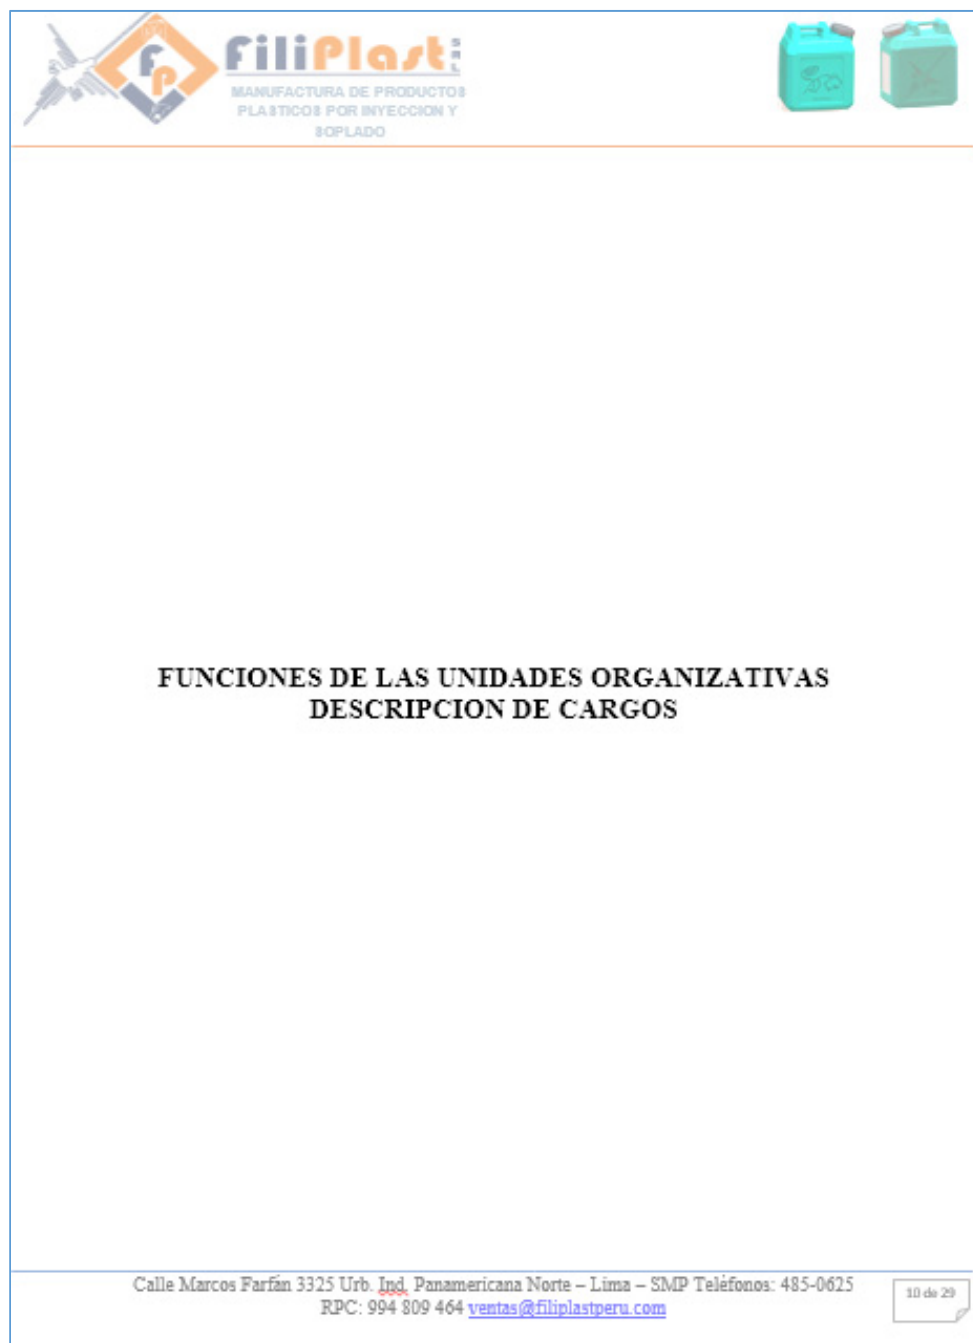 FP
FiliPlast SRL
MANUFACTURA DE PRODUCTOS
PLASTICOS POR INYECCION Y
SOPLADO
FUNCIONES DE LAS UNIDADES ORGANIZATIVAS
DESCRIPCION DE CARGOS
Calle Marcos Farfán 3325 Urb. Ind. Panamericana Norte – Lima – SMP Teléfonos: 485-0625
RPC: 994 809 464 ventas@filiplastperu.com
10 de 29